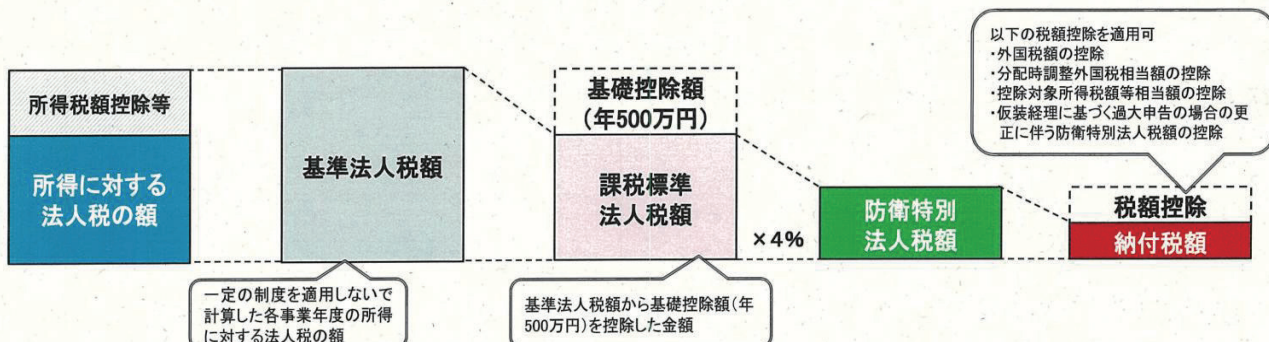 所得税額控除等
所得に対する
法人税の額
基準法人税額
一定の制度を適用しないで
計算した各事業年度の所得
に対する法人税の額
基礎控除額
（年500万円）
課税標準
法人税額
×4%
基準法人税額から基礎控除額（年
500万円）を控除した金額
防衛特別
法人税額
以下の税額控除を適用可
・外国税額の控除
・分配時調整外国税相当額の控除
・控除対象所得税額等相当額の控除
・仮装経理に基づく過大申告の場合の更
正に伴う防衛特別法人税額の控除
税額控除
納付税額